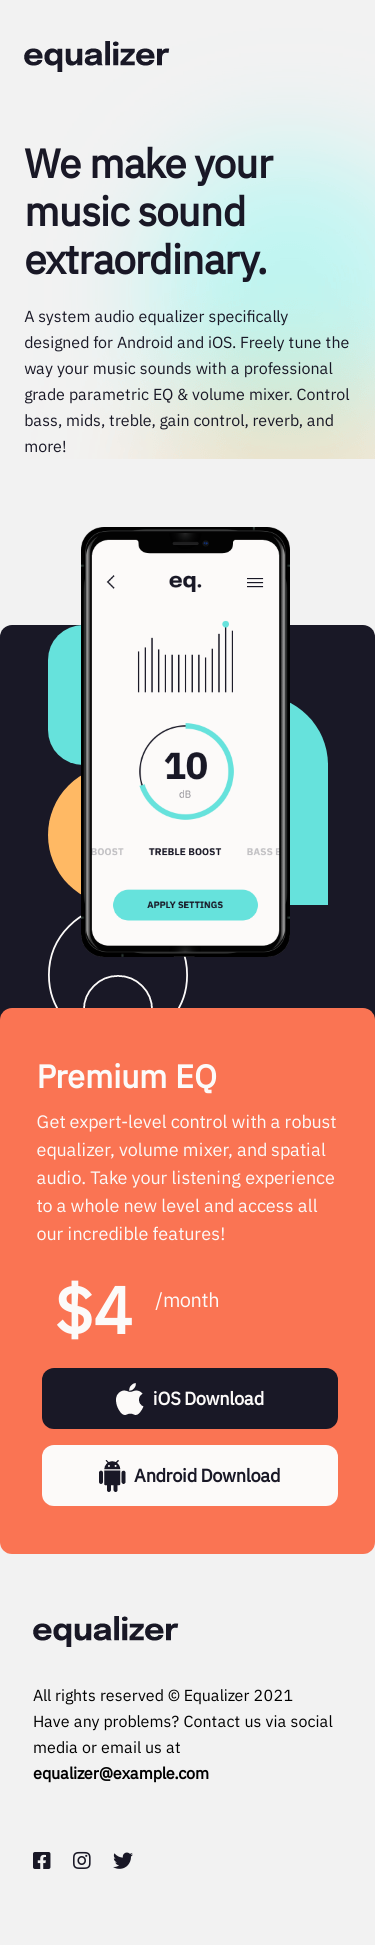 equalizer
We make your
music sound
extraordinary.
A system audio equalizer specifically
designed for Android and iOS. Freely tune the
way your music sounds with a professional
grade parametric EQ & volume mixer. Control
bass, mids, treble, gain control, reverb, and
more!
eq.
10
dB
BOOST TREBLE BOOST BASS
APPLY SETTINGS
Premium EQ
Get expert-level control with a robust
equalizer, volume mixer, and spatial
audio. Take your listening experience
to a whole new level and access all
our incredible features!
$4 /month
iOS Download
Android Download
equalizer
All rights reserved © Equalizer 2021
Have any problems? Contact us via social
media or email us at
equalizer@example.com